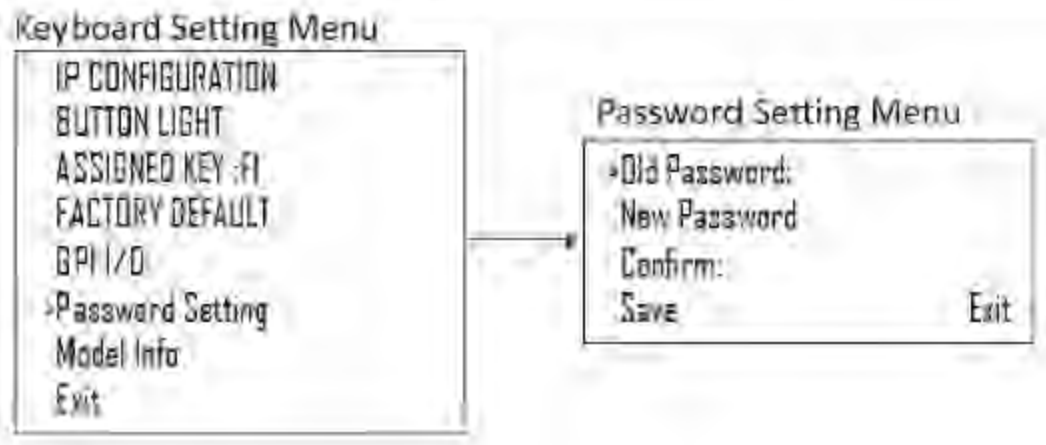 Keyboard Setting Menu
IP CONFIGURATION
BUTTON LIGHT
ASSIGNED KEY :F1
FACTORY DEFAULT
GPI I/O
>Password Setting
Model Info
Exit
Password Setting Menu
>Old Password:
New Password
Confirm:
Save Exit